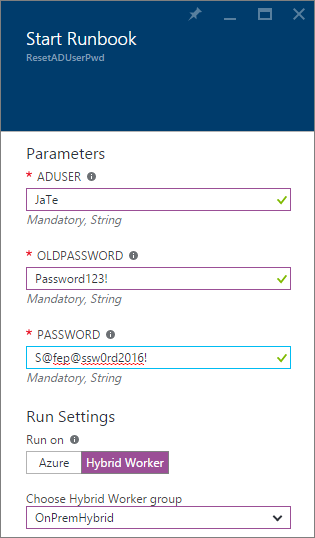 Start Runbook
ResetADUserPwd
Parameters
* ADUSER
JaTe
Mandatory, String
* OLDPASSWORD
Password123!
Mandatory, String
* PASSWORD
S@fep@ssw0rd2016!
Mandatory, String
Run Settings
Run on
Azure Hybrid Worker
Choose Hybrid Worker group
OnPremHybrid